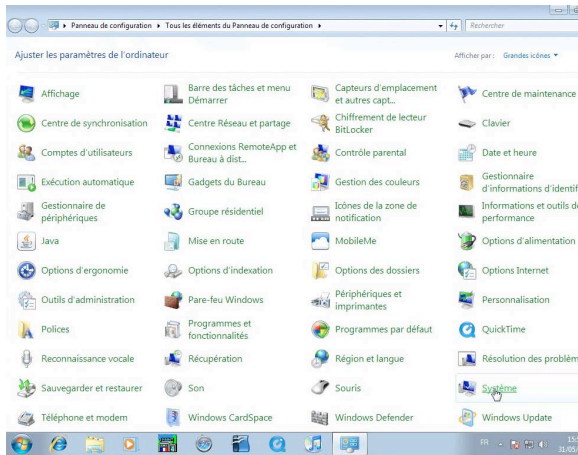 Panneau de configuration ▸ Tous les éléments du Panneau de configuration ▸
Rechercher
Ajuster les paramètres de l'ordinateur
Afficher par : Grandes icônes
Affichage
Barre des tâches et menu
Démarrer
Capteurs d'emplacement
et autres capt...
Centre de maintenance
Centre de synchronisation
Centre Réseau et partage
Chiffrement de lecteur
BitLocker
Clavier
Comptes d'utilisateurs
Connexions RemoteApp et
Bureau à dist...
Contrôle parental
Date et heure
Exécution automatique
Gadgets du Bureau
Gestion des couleurs
Gestionnaire
d'informations d'identif
Gestionnaire de
périphériques
Groupe résidentiel
Icônes de la zone de
notification
Informations et outils de
performance
Java
Mise en route
MobileMe
Options d'alimentation
Options d'ergonomie
Options d'indexation
Options des dossiers
Options Internet
Outils d'administration
Pare-feu Windows
Périphériques et
imprimantes
Personnalisation
Polices
Programmes et
fonctionnalités
Programmes par défaut
QuickTime
Reconnaissance vocale
Récupération
Région et langue
Résolution des problèm
Sauvegarder et restaurer
Son
Souris
Système
Téléphone et modem
Windows CardSpace
Windows Defender
Windows Update
FR
31/05/